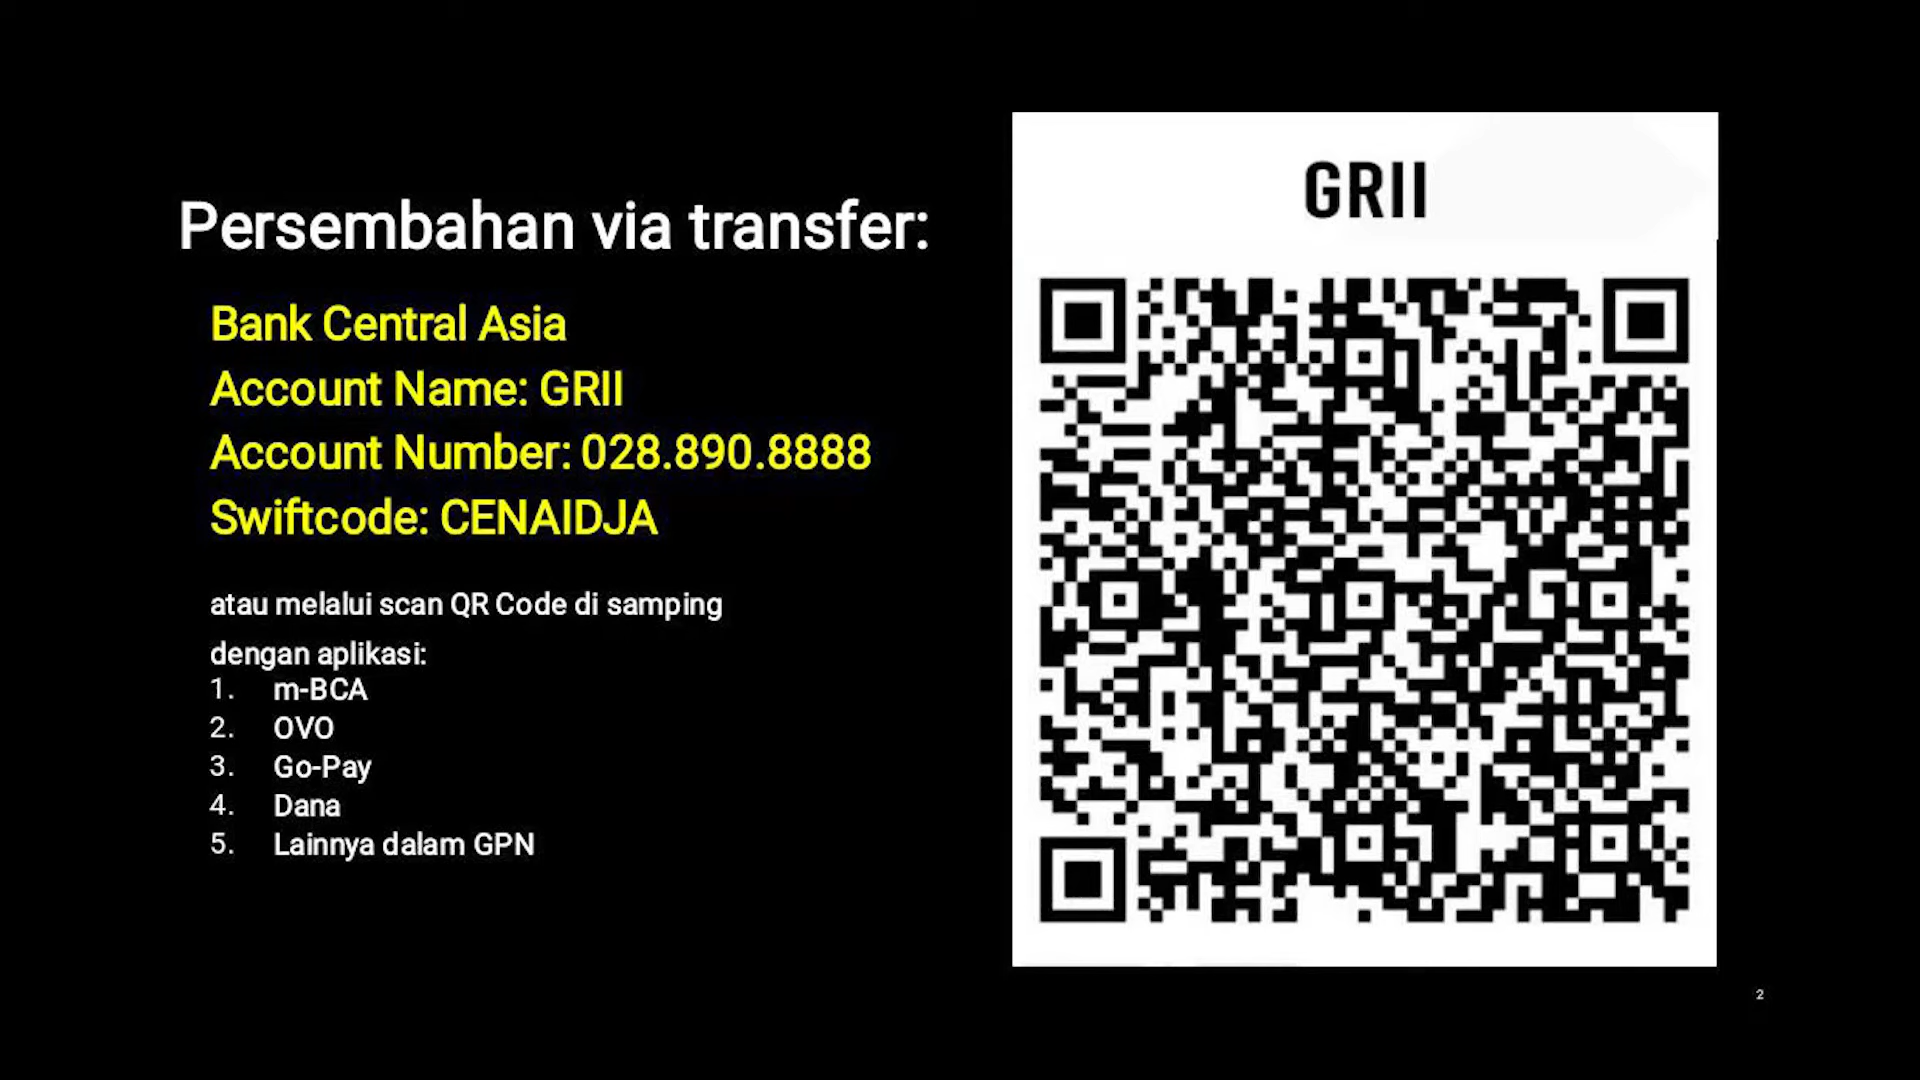 Persembahan via transfer:
Bank Central Asia
Account Name: GRII
Account Number: 028.890.8888
Swiftcode: CENAIDJA
atau melalui scan QR Code di samping
dengan aplikasi:
1. m-BCA
2. OVO
3. Go-Pay
4. Dana
5. Lainnya dalam GPN
GRII
2